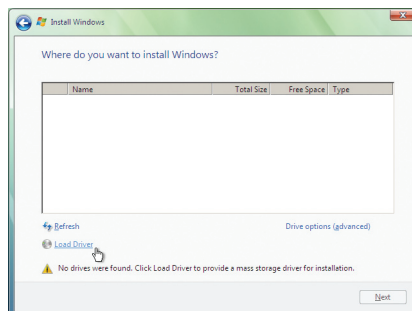 Install Windows
Where do you want to install Windows?
Name Total Size Free Space Type
Refresh Drive options (advanced)
Load Driver
No drives were found. Click Load Driver to provide a mass storage driver for installation.
Next